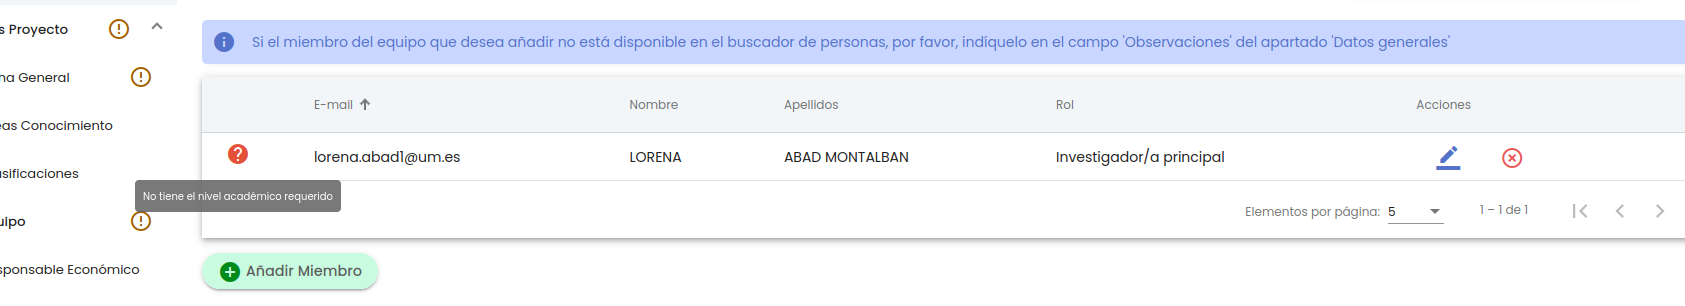 s Proyecto
na General
eas Conocimiento
sificaciones
uipo
sponsable Económico
Si el miembro del equipo que desea añadir no está disponible en el buscador de personas, por favor, indíquelo en el campo 'Observaciones' del apartado 'Datos generales'
E-mail Nombre Apellidos Rol Acciones
lorena.abad1@um.es LORENA ABAD MONTALBAN Investigador/a principal
No tiene el nivel académico requerido
Elementos por página: 5 1 – 1 de 1
Añadir Miembro